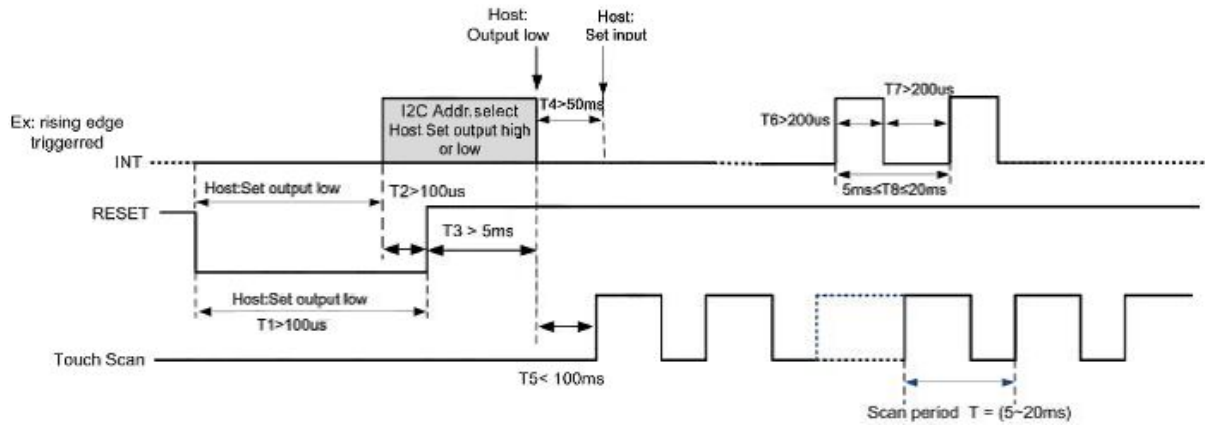 Host:
Output low
Host:
Set input
Ex: rising edge
triggerred
INT
I2C Addr.select
Host Set output high
or low
T4>50ms
T7>200us
T6>200us
5ms≤T8≤20ms
Host:Set output low
T2>100us
RESET
T3 > 5ms
Host:Set output low
T1>100us
Touch Scan
T5< 100ms
Scan period T = (5~20ms)